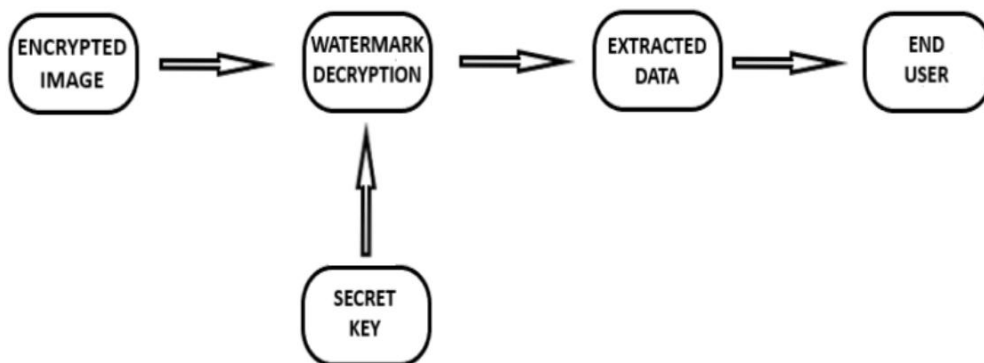 ENCRYPTED
IMAGE
WATERMARK
DECRYPTION
EXTRACTED
DATA
END
USER
SECRET
KEY